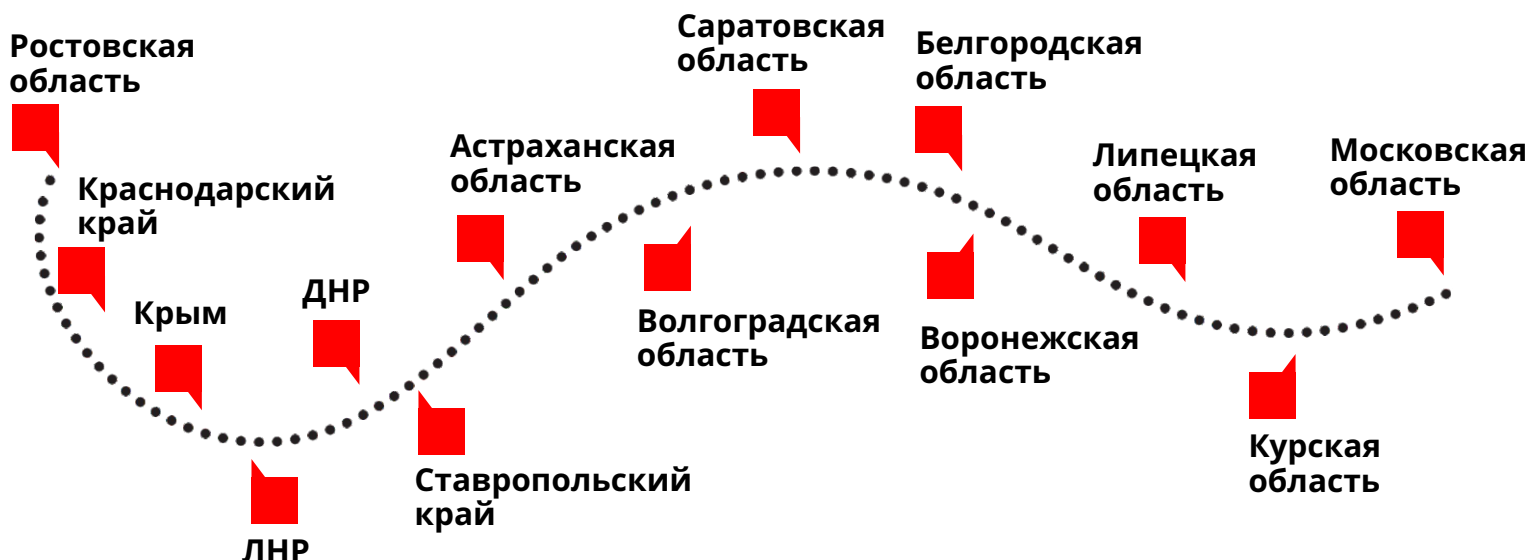 Ростовская
область
Краснодарский
край
Крым
ЛНР
ДНР
Ставропольский
край
Астраханская
область
Волгоградская
область
Саратовская
область
Белгородская
область
Воронежская
область
Липецкая
область
Курская
область
Московская
область